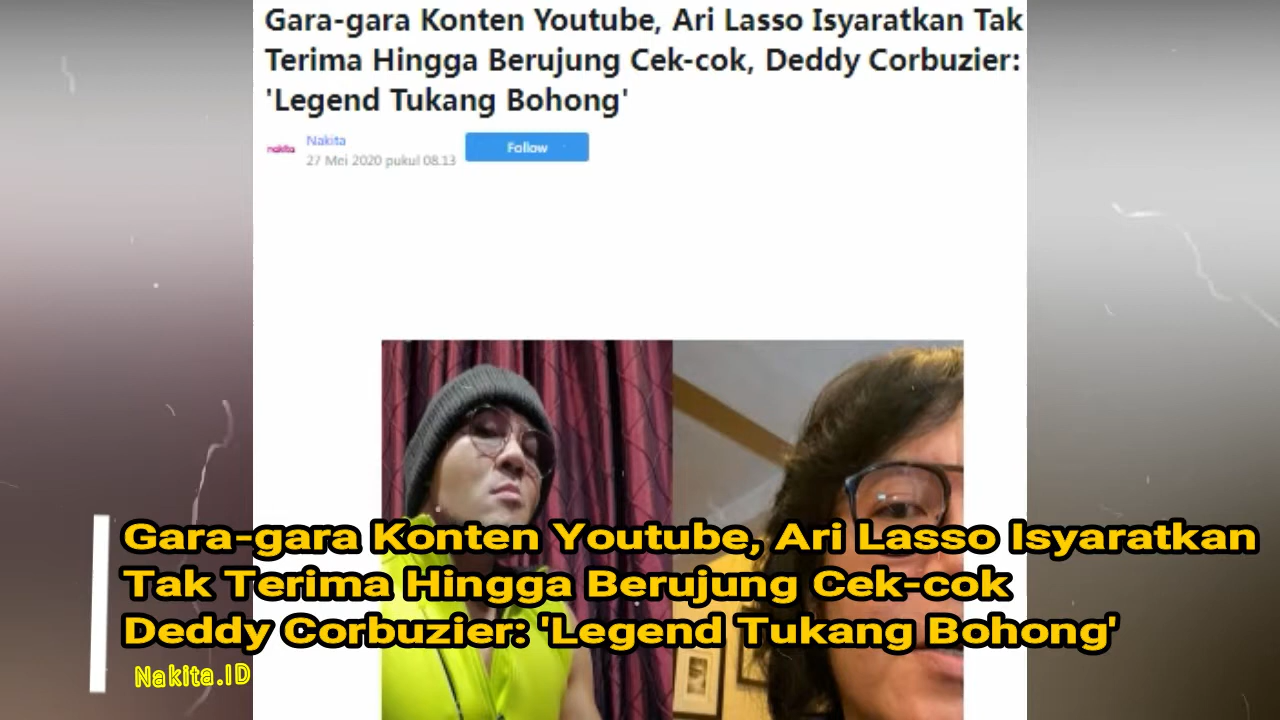 Gara-gara Konten Youtube, Ari Lasso Isyaratkan Tak
Terima Hingga Berujung Cek-cok, Deddy Corbuzier:
'Legend Tukang Bohong'
nakita
Nakita
27 Mei 2020 pukul 08.13
Follow
Gara-gara Konten Youtube, Ari Lasso Isyaratkan
Tak Terima Hingga Berujung Cek-cok
Deddy Corbuzier: 'Legend Tukang Bohong'
Nakita.ID